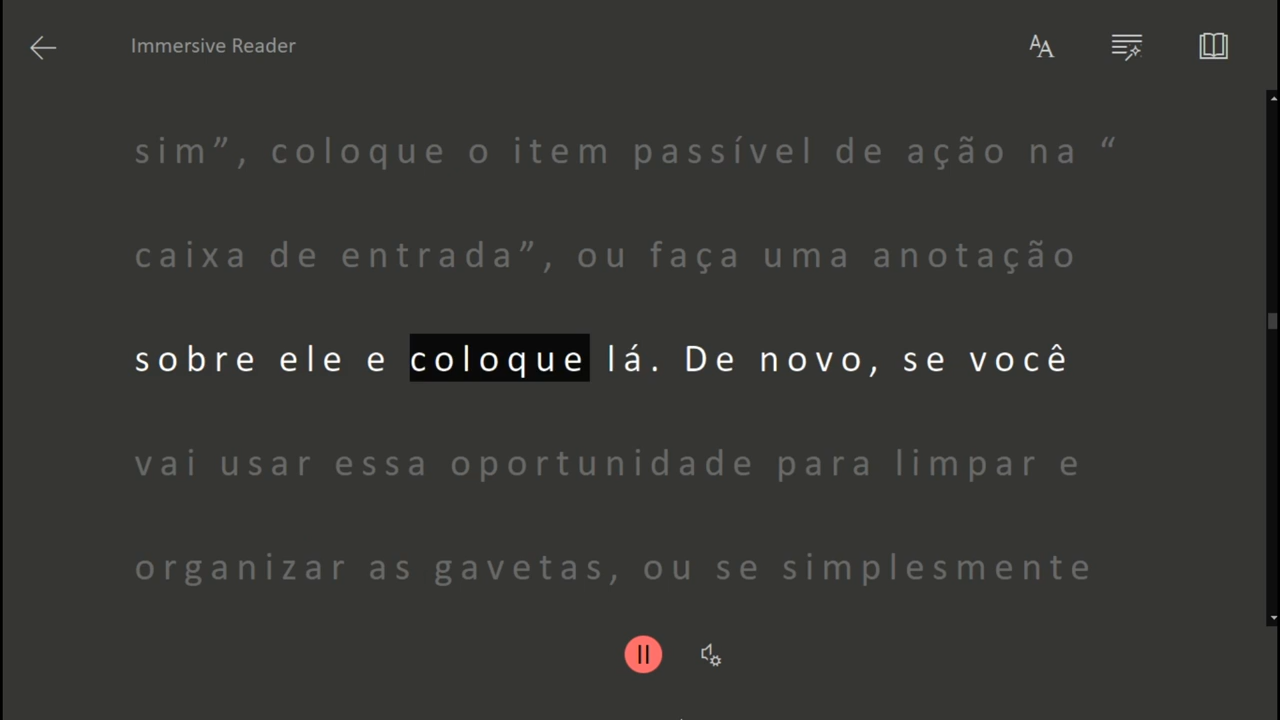 Immersive Reader
sim”, coloque o item passível de ação na “
caixa de entrada”, ou faça uma anotação
sobre ele e coloque lá. De novo, se você
vai usar essa oportunidade para limpar e
organizar as gavetas, ou se simplesmente